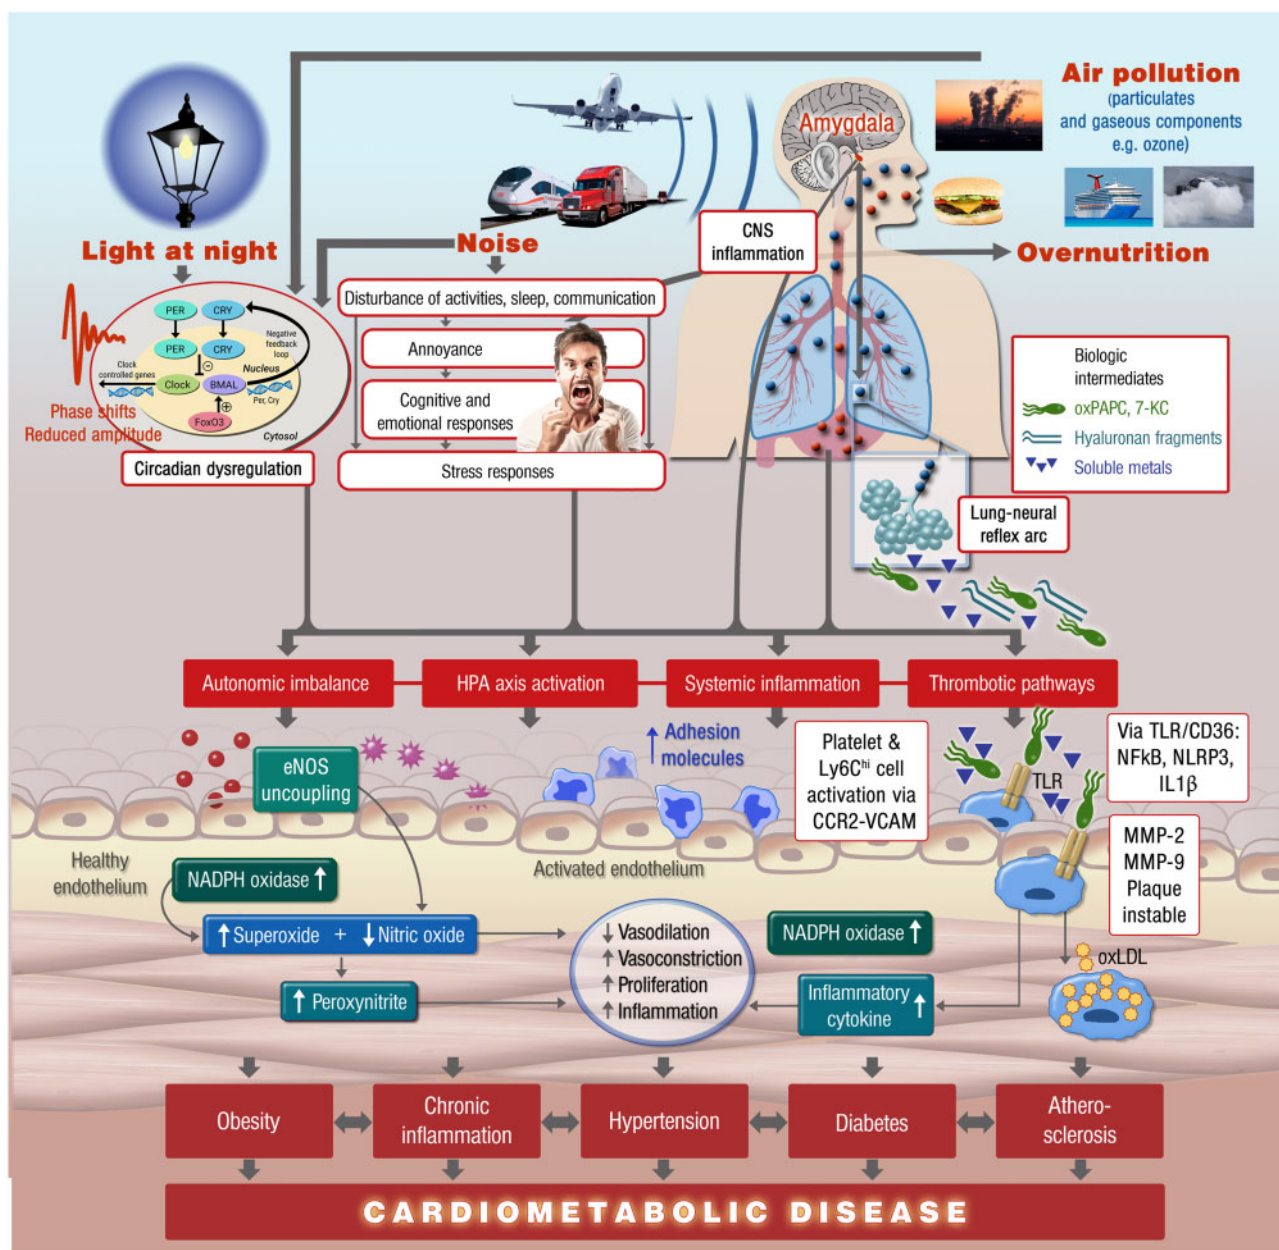 Air pollution
(particulates
and gaseous components
e.g. ozone)
Amygdala
Light at night
Noise
CNS
inflammation
Overnutrition
Disturbance of activities, sleep, communication
Annoyance
Cognitive and
emotional responses
Stress responses
PER
CRY
PER
CRY
Negative
feedback
loop
Nucleus
Clock
controlled genes
Clock
BMAL
Per, Cry
FoxO3
Cytosol
Phase shifts
Reduced amplitude
Circadian dysregulation
Biologic
intermediates
oxPAPC, 7-KC
Hyaluronan fragments
Soluble metals
Lung-neural
reflex arc
Autonomic imbalance
HPA axis activation
Systemic inflammation
Thrombotic pathways
eNOS
uncoupling
Adhesion
molecules
Platelet &
Ly6Chi cell
activation via
CCR2-VCAM
TLR
Via TLR/CD36:
NFkB, NLRP3,
IL1β
MMP-2
MMP-9
Plaque
instable
Healthy
endothelium
Activated endothelium
NADPH oxidase ↑
↑ Superoxide + ↓ Nitric oxide
↑ Peroxynitrite
↓ Vasodilation
↑ Vasoconstriction
↑ Proliferation
↑ Inflammation
NADPH oxidase ↑
Inflammatory
cytokine ↑
oxLDL
Obesity
Chronic
inflammation
Hypertension
Diabetes
Athero-
sclerosis
CARDIOMETABOLIC DISEASE